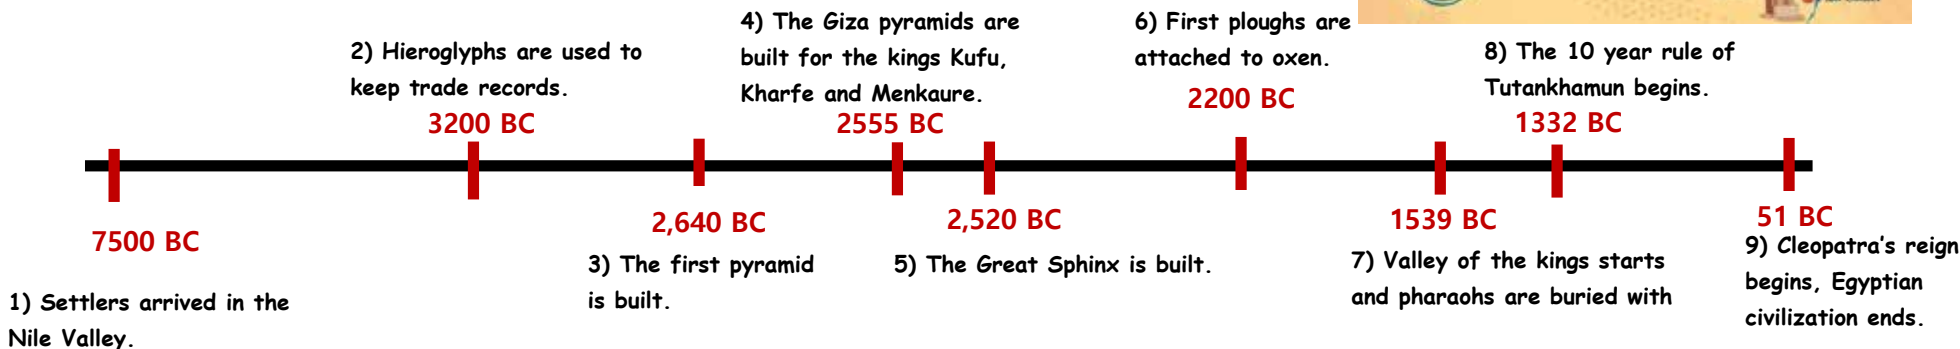 1) Settlers arrived in the
Nile Valley.
7500 BC
2) Hieroglyphs are used to
keep trade records.
3200 BC
2,640 BC
3) The first pyramid
is built.
4) The Giza pyramids are
built for the kings Kufu,
Kharfe and Menkaure.
2555 BC
2,520 BC
5) The Great Sphinx is built.
6) First ploughs are
attached to oxen.
2200 BC
1539 BC
7) Valley of the kings starts
and pharaohs are buried with
8) The 10 year rule of
Tutankhamun begins.
1332 BC
51 BC
9) Cleopatra's reign
begins, Egyptian
civilization ends.